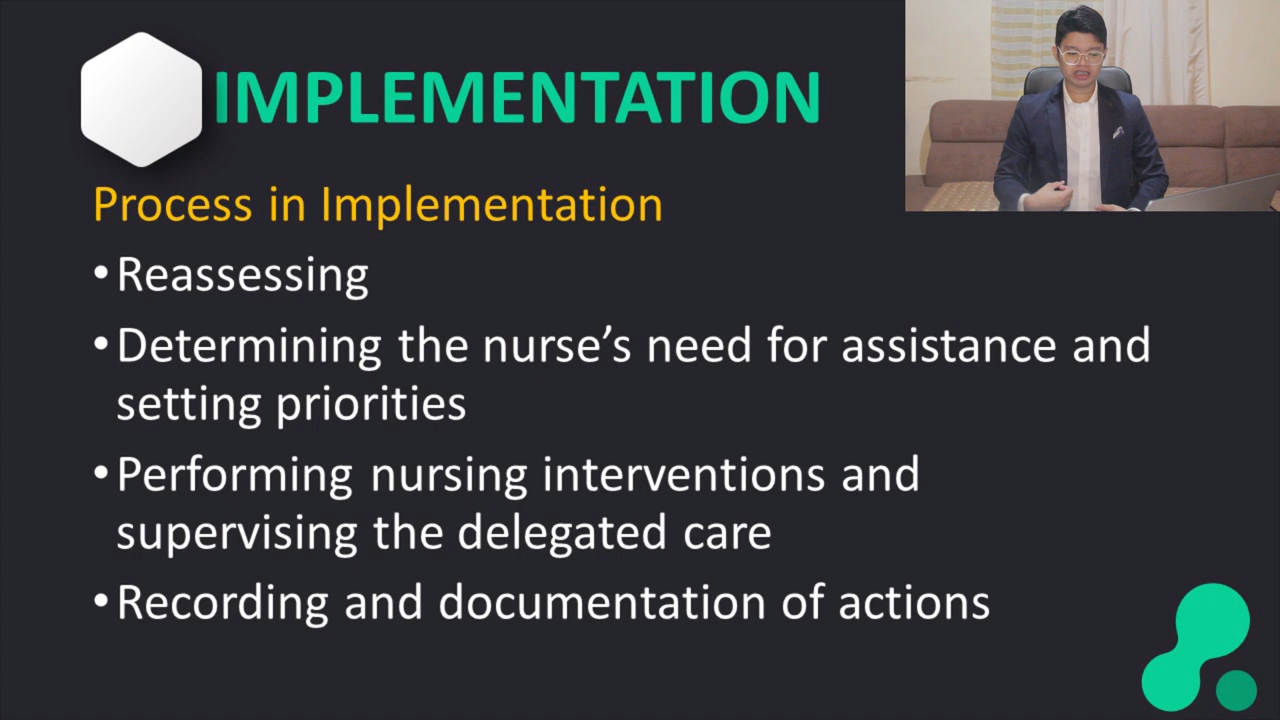 IMPLEMENTATION
Process in Implementation
•Reassessing
•Determining the nurse’s need for assistance and
setting priorities
•Performing nursing interventions and
supervising the delegated care
•Recording and documentation of actions